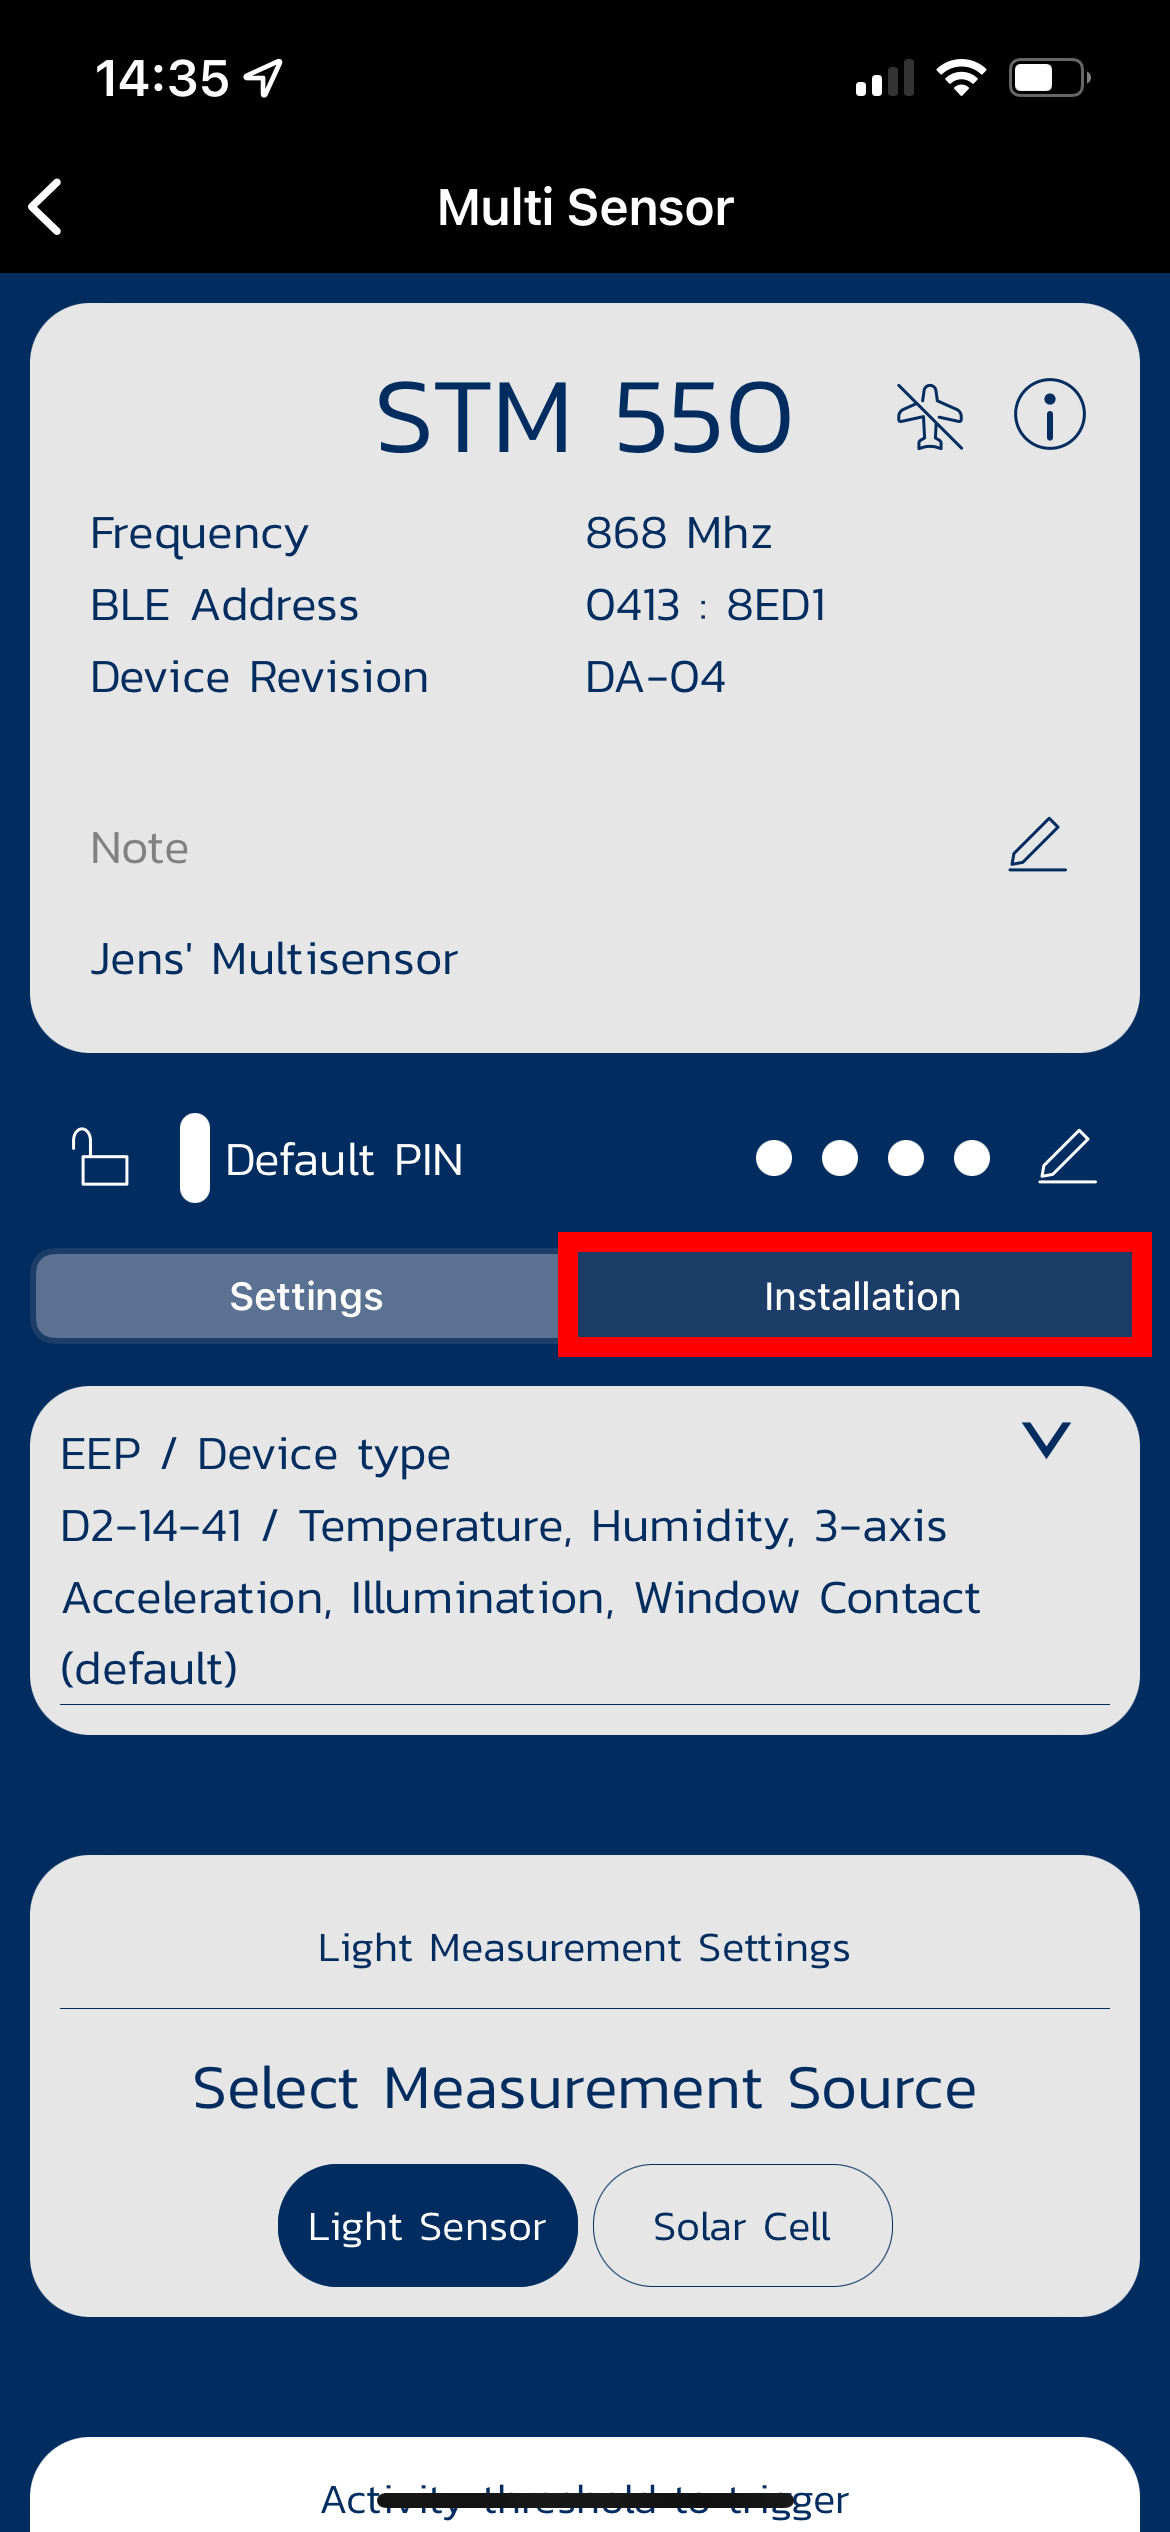 14:35
Multi Sensor
STM 550
Frequency 868 Mhz
BLE Address 0413 : 8ED1
Device Revision DA-04
Note
Jens' Multisensor
Default PIN
Settings Installation
EEP / Device type
D2-14-41 / Temperature, Humidity, 3-axis
Acceleration, Illumination, Window Contact
(default)
Light Measurement Settings
Select Measurement Source
Light Sensor Solar Cell
Activity threshold to trigger